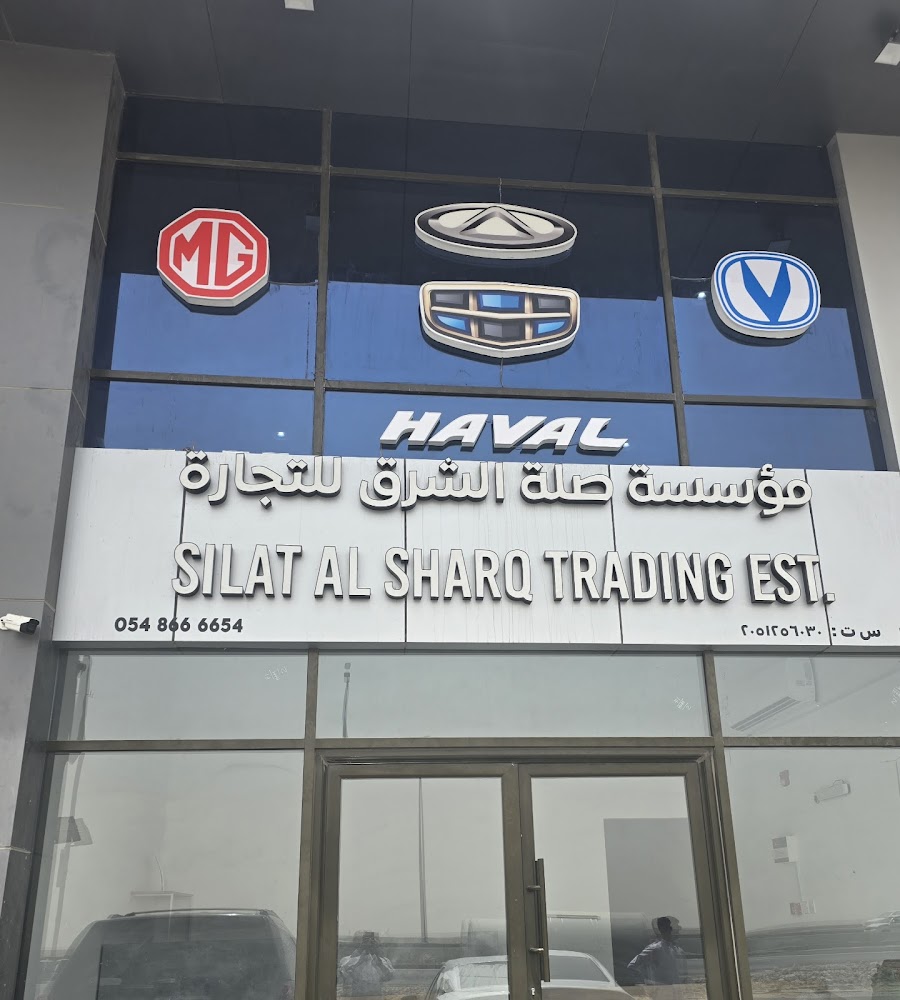 MG
HAVAL
مؤسسة صلة الشرق للتجارة
SILAT AL SHARQ TRADING EST.
054 866 6654
س ت : ٢٠٥١٢٥٦٠٣٠